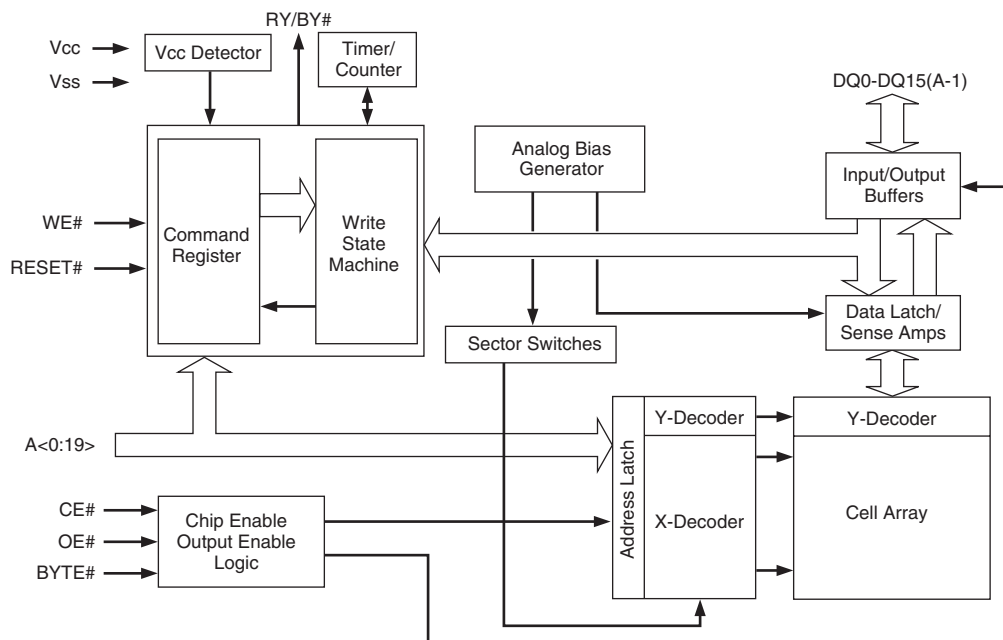 RY/BY#
Vcc
Vss
Vcc Detector
Timer/
Counter
DQ0-DQ15(A-1)
Analog Bias
Generator
Input/Output
Buffers
WE#
RESET#
Command
Register
Write
State
Machine
Data Latch/
Sense Amps
Sector Switches
A<0:19>
Address Latch
Y-Decoder
Y-Decoder
X-Decoder
Cell Array
CE#
OE#
BYTE#
Chip Enable
Output Enable
Logic